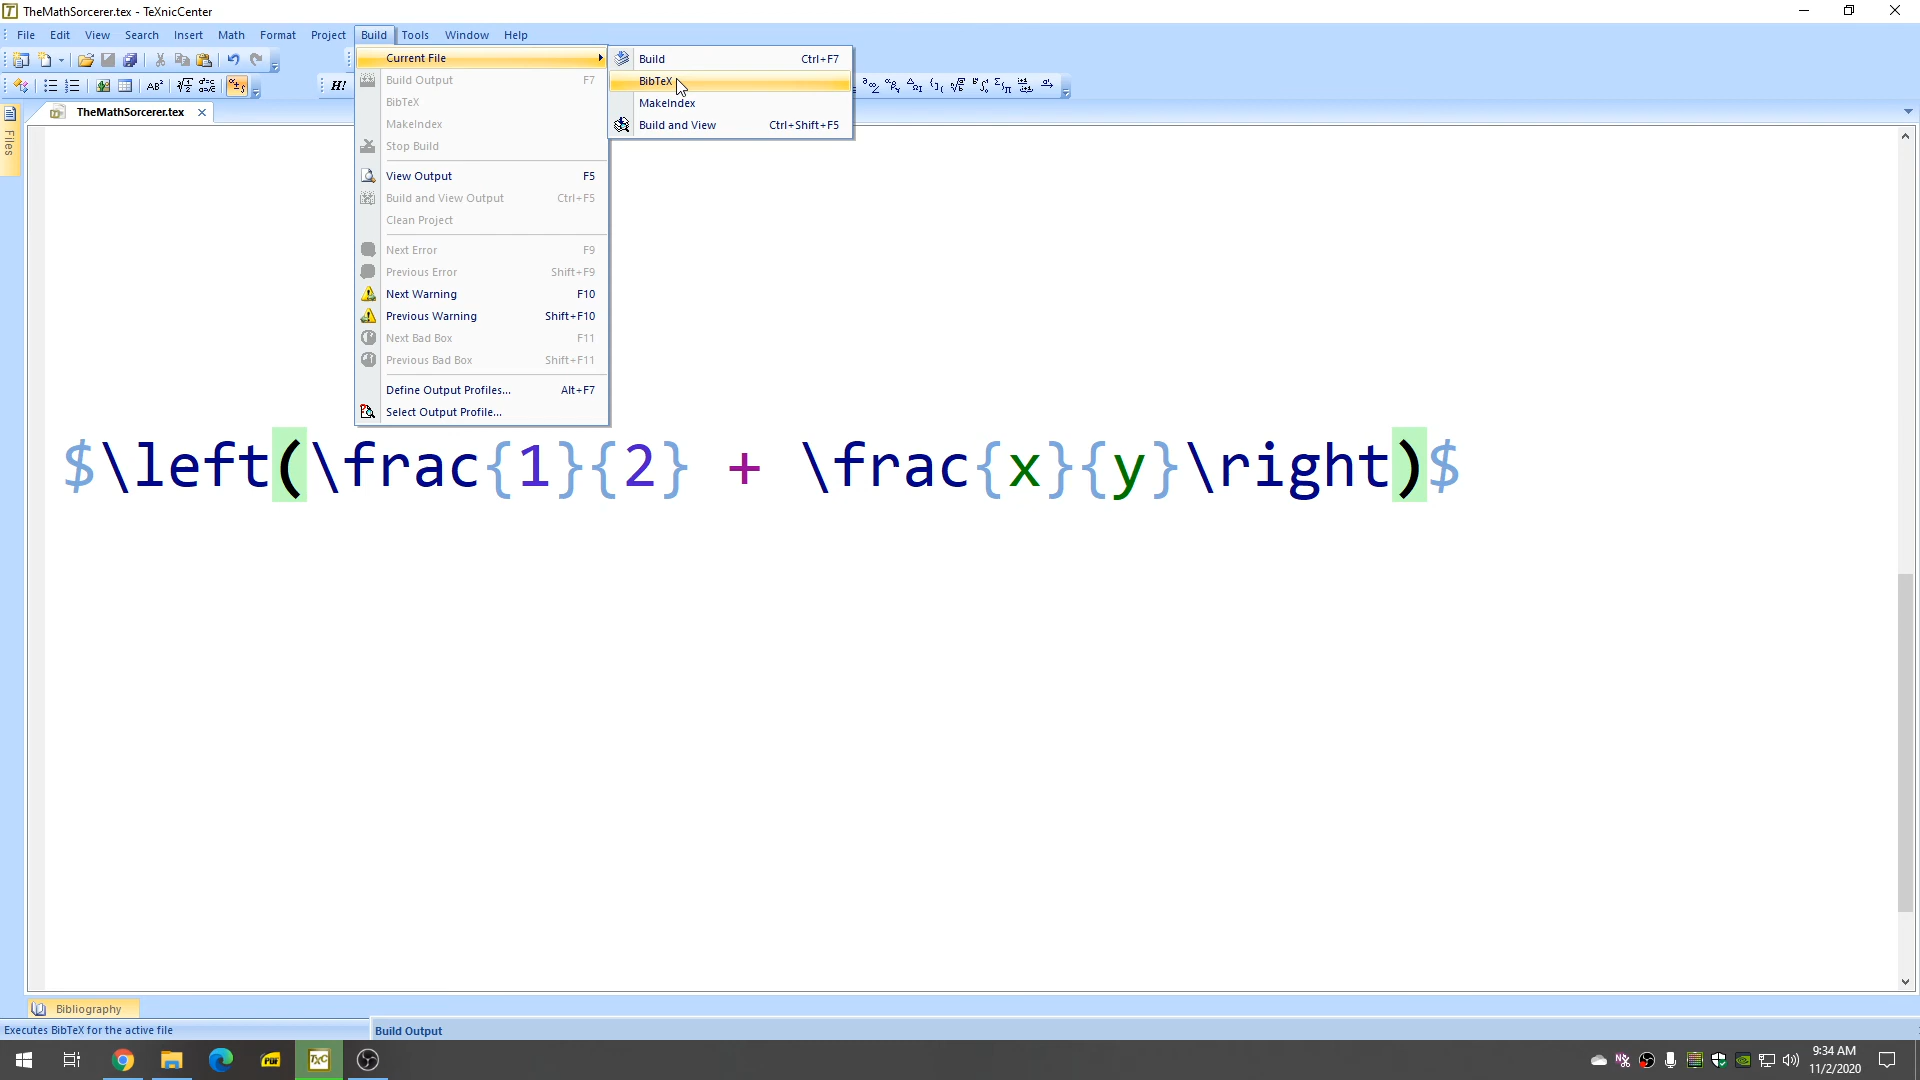 TheMathSorcerer.tex - TeXnicCenter
File Edit View Search Insert Math Format Project Build Tools Window Help
TheMathSorcerer.tex
Files
Current File
Build Output F7
BibTeX
MakeIndex
Stop Build
View Output F5
Build and View Output Ctrl+F5
Clean Project
Next Error F9
Previous Error Shift+F9
Next Warning F10
Previous Warning Shift+F10
Next Bad Box F11
Previous Bad Box Shift+F11
Define Output Profiles... Alt+F7
Select Output Profile...
Build Ctrl+F7
BibTeX
MakeIndex
Build and View Ctrl+Shift+F5
$\left(\frac{1}{2} + \frac{x}{y}\right)$
Bibliography
Executes BibTeX for the active file
Build Output
PDF
TXC
9:34 AM
11/2/2020